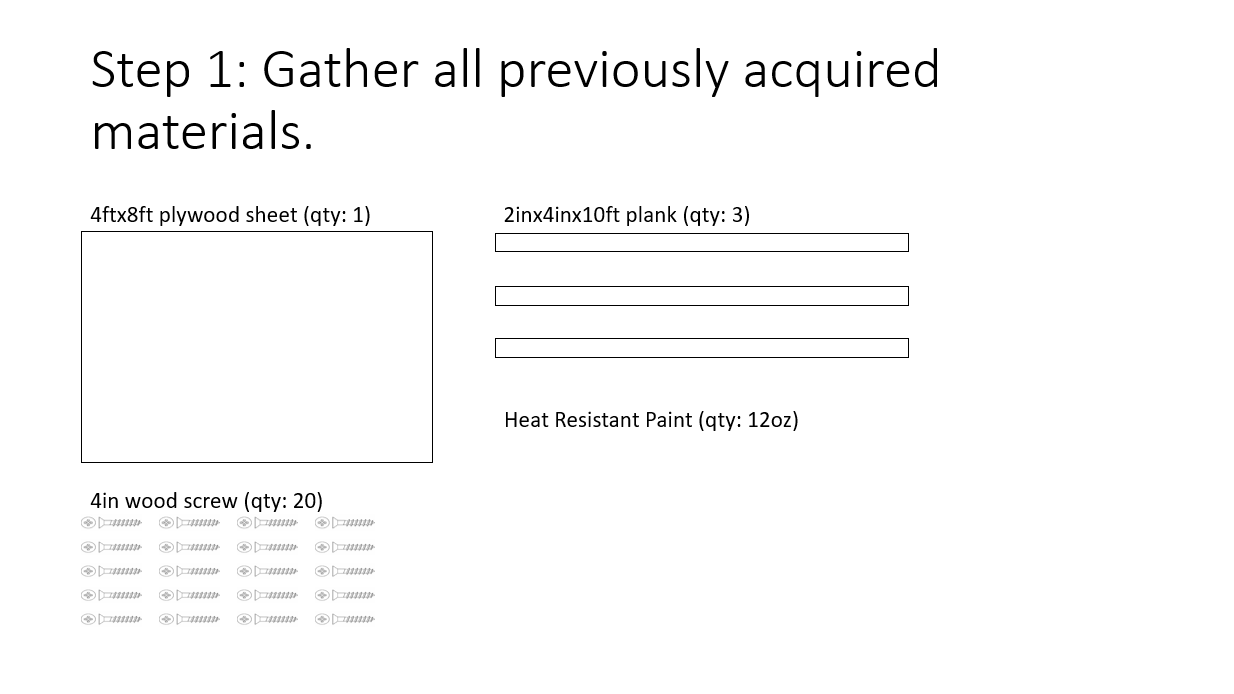 Step 1: Gather all previously acquired
materials.
4ftx8ft plywood sheet (qty: 1)
2inx4inx10ft plank (qty: 3)
Heat Resistant Paint (qty: 12oz)
4in wood screw (qty: 20)